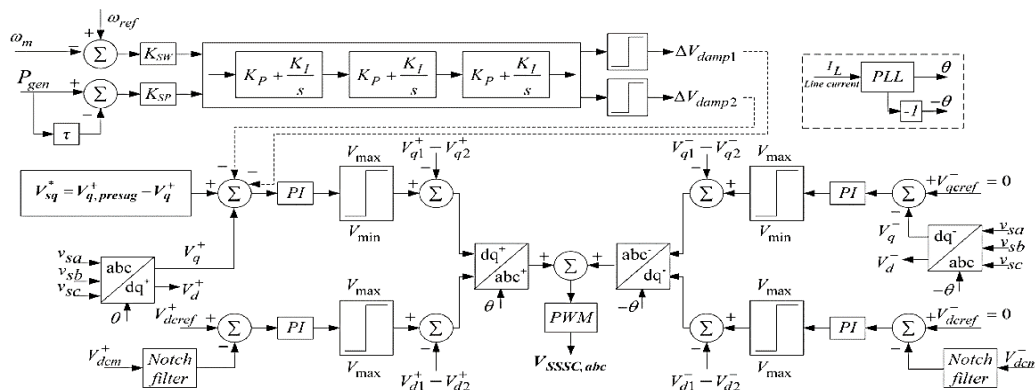 ω_ref
ω_m
−
+
Σ
K_SW
P_gen
+
−
Σ
K_SP
τ
K_P + K_I/s
K_P + K_I/s
K_P + K_I/s
ΔV_damp1
ΔV_damp2
I_L
Line current
PLL
θ
-1
−θ
V*_sq = V+_q,presag − V+_q
+
−
−
Σ
PI
V_max
V_min
V+_q1 − V+_q2
+
−
Σ
V−_q1 − V−_q2
−
+
Σ
V_max
V_min
PI
Σ
+
−
V−_qcref = 0
v_sa
v_sb
v_sc
abc
dq+
θ
V+_q
V+_d
dq+
abc+
θ
+
Σ
+
PWM
V_SSSC,abc
abc-
dq-
−θ
V−_q
V−_d
dq-
abc
−θ
v_sa
v_sb
v_sc
V+_dcref
+
−
Σ
PI
V_max
V_max
+
−
Σ
V+_d1 − V+_d2
V+_dcm
Notch
filter
V_max
V_max
−
+
Σ
V−_d1 − V−_d2
PI
Σ
+
−
V−_dcref = 0
Notch
filter
V−_dcm